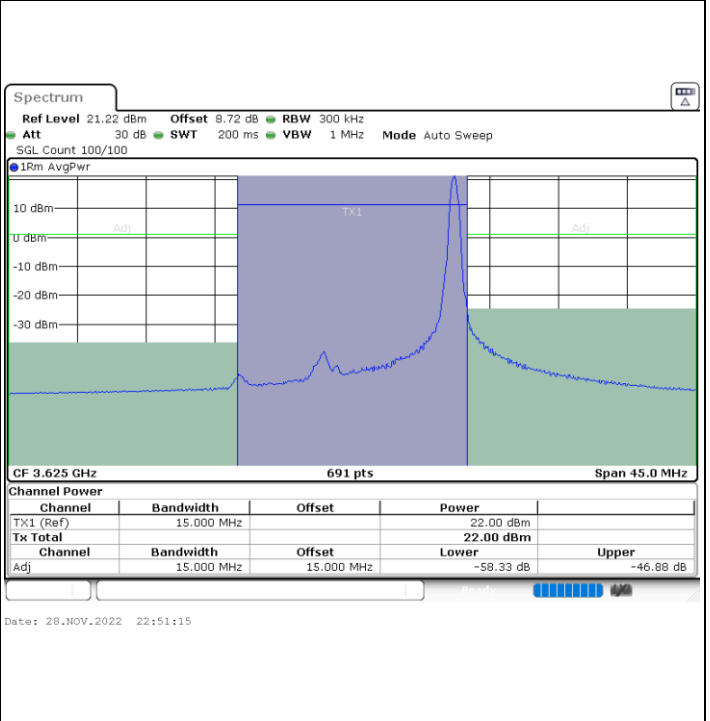 Spectrum
Ref Level 21.22 dBm Offset 8.72 dB RBW 300 kHz
Att 30 dB SWT 200 ms VBW 1 MHz Mode Auto Sweep
SGL Count 100/100
1Rm AvgPwr
10 dBm
TX1
Adj Adj
0 dBm
-10 dBm
-20 dBm
-30 dBm
CF 3.625 GHz 691 pts Span 45.0 MHz
Channel Power
Channel Bandwidth Offset Power
TX1 (Ref) 15.000 MHz 22.00 dBm
Tx Total 22.00 dBm
Channel Bandwidth Offset Lower Upper
Adj 15.000 MHz 15.000 MHz -58.33 dB -46.88 dB
Ready
Date: 28.NOV.2022 22:51:15